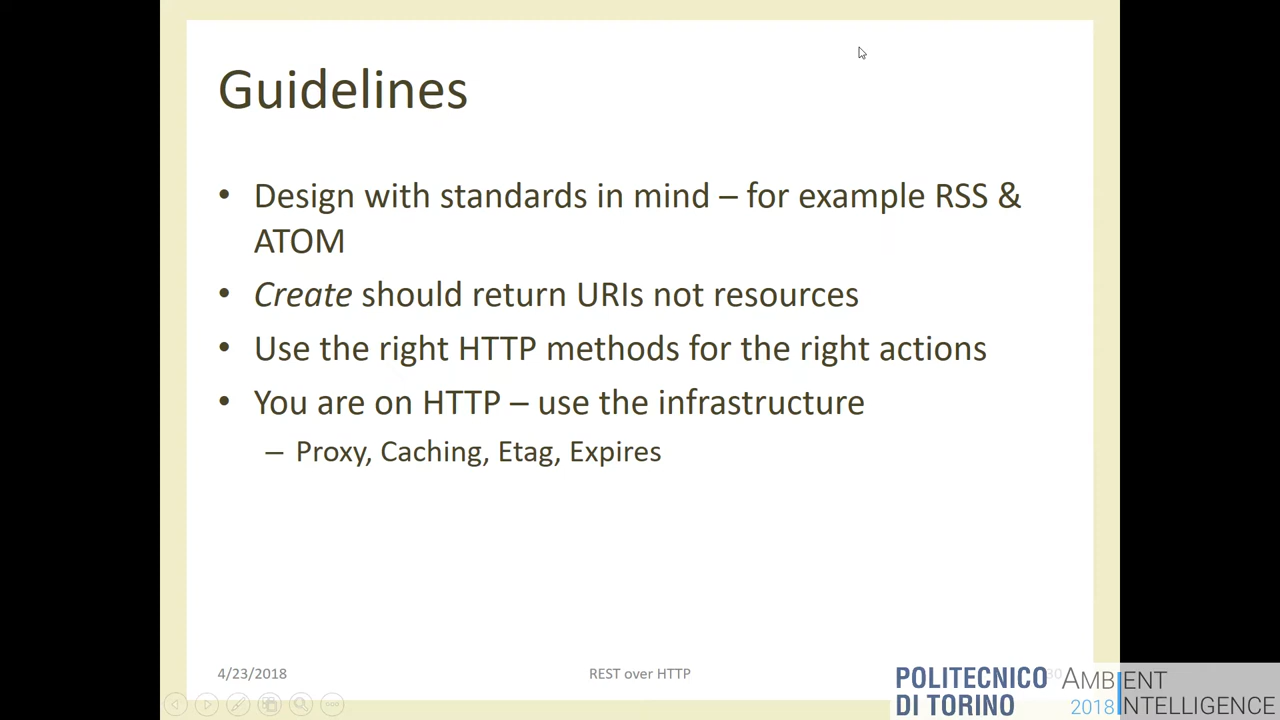 Guidelines
• Design with standards in mind – for example RSS &
ATOM
• Create should return URIs not resources
• Use the right HTTP methods for the right actions
• You are on HTTP – use the infrastructure
– Proxy, Caching, Etag, Expires
4/23/2018
REST over HTTP
POLITECNICO
DI TORINO
AMBIENT
2018 INTELLIGENCE